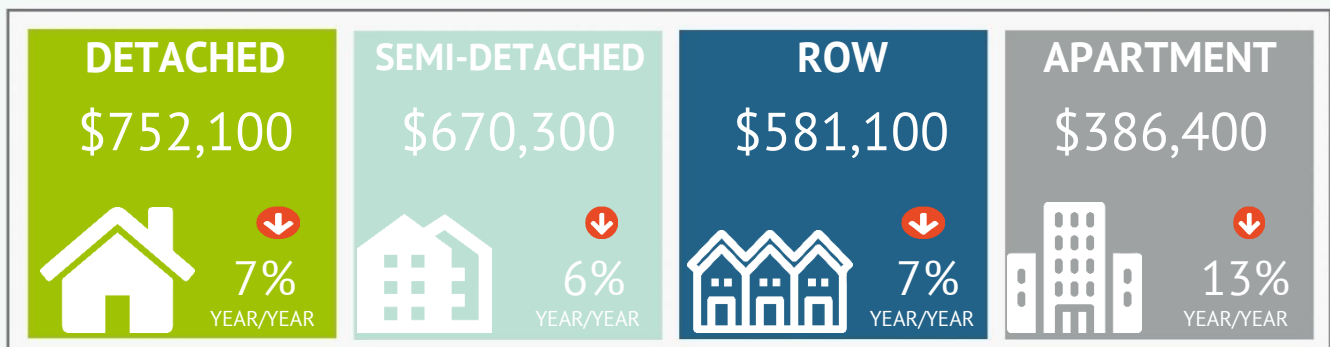 DETACHED
$752,100
7%
YEAR/YEAR
SEMI-DETACHED
$670,300
6%
YEAR/YEAR
ROW
$581,100
7%
YEAR/YEAR
APARTMENT
$386,400
13%
YEAR/YEAR